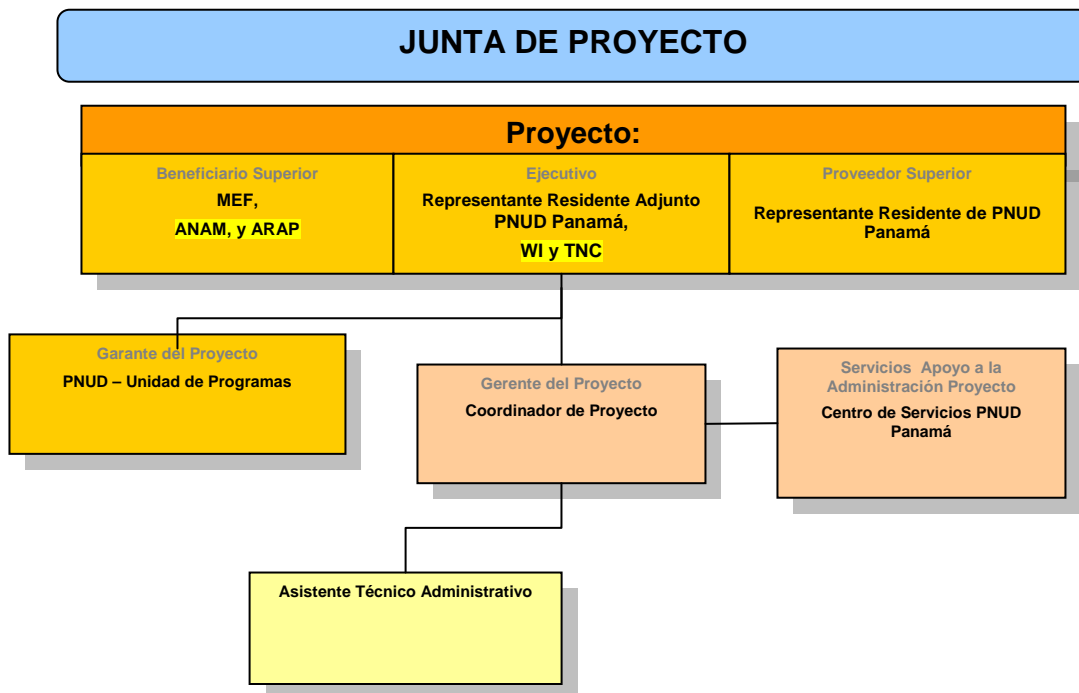 JUNTA DE PROYECTO
Proyecto:
Beneficiario Superior
MEF,
ANAM, y ARAP
Ejecutivo
Representante Residente Adjunto
PNUD Panamá,
WI y TNC
Proveedor Superior
Representante Residente de PNUD
Panamá
Garante del Proyecto
PNUD – Unidad de Programas
Gerente del Proyecto
Coordinador de Proyecto
Servicios Apoyo a la
Administración Proyecto
Centro de Servicios PNUD
Panamá
Asistente Técnico Administrativo